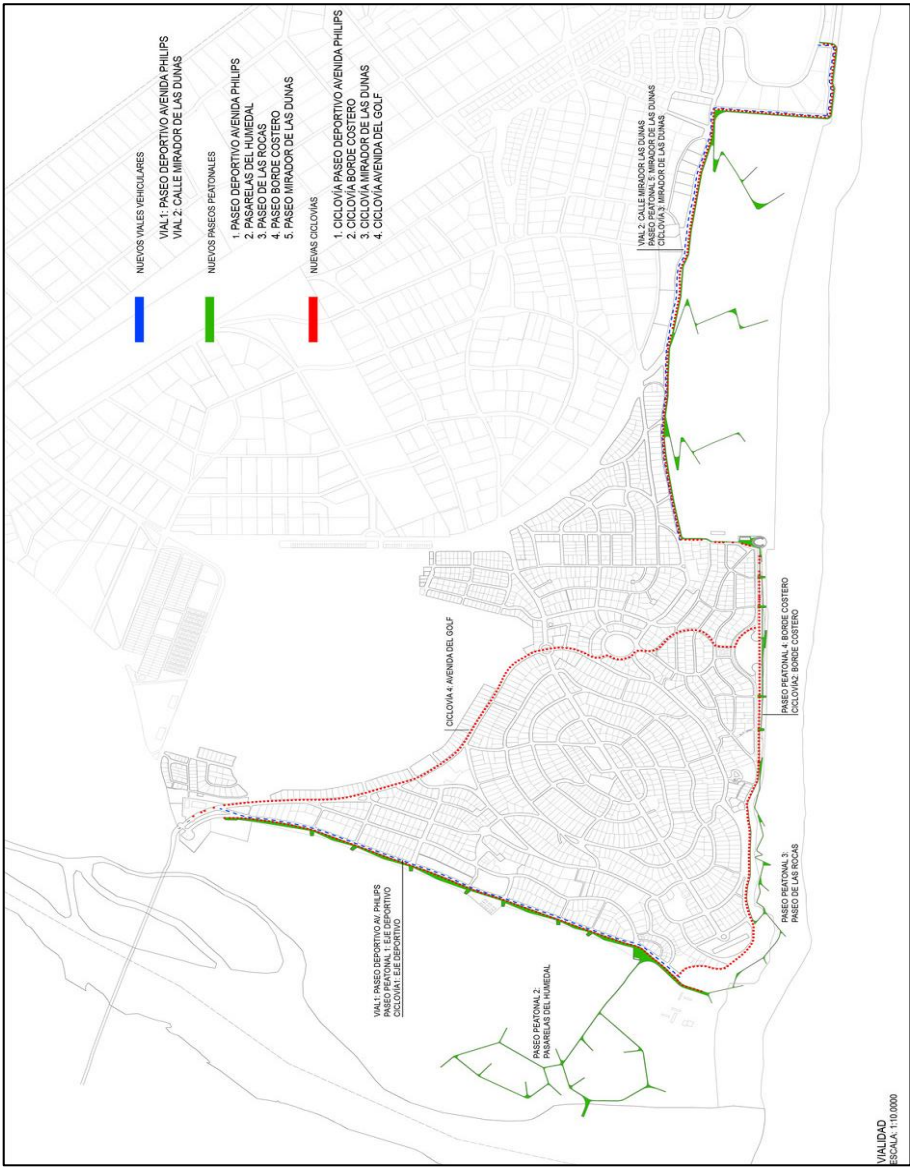 NUEVOS VIALES VEHICULARES
VIAL1: PASEO DEPORTIVO AVENIDA PHILIPS
VIAL 2: CALLE MIRADOR DE LAS DUNAS
NUEVOS PASEOS PEATONALES
1. PASEO DEPORTIVO AVENIDA PHILIPS
2. PASARELAS DEL HUMEDAL
3. PASEO DE LAS ROCAS
4. PASEO BORDE COSTERO
5. PASEO MIRADOR DE LAS DUNAS
NUEVAS CICLOVÍAS
1. CICLOVÍA PASEO DEPORTIVO AVENIDA PHILIPS
2. CICLOVÍA BORDE COSTERO
3. CICLOVÍA MIRADOR DE LAS DUNAS
4. CICLOVÍA AVENIDA DEL GOLF
VIAL1: PASEO DEPORTIVO AV. PHILIPS
PASEO PEATONAL 1: EJE DEPORTIVO
CICLOVÍA1: EJE DEPORTIVO
CICLOVÍA 4: AVENIDA DEL GOLF
VIAL 2: CALLE MIRADOR LAS DUNAS
PASEO PEATONAL 5: MIRADOR DE LAS DUNAS
CICLOVÍA 3: MIRADOR DE LAS DUNAS
PASEO PEATONAL 2:
PASARELAS DEL HUMEDAL
PASEO PEATONAL 3:
PASEO DE LAS ROCAS
PASEO PEATONAL 4: BORDE COSTERO
CICLOVÍA2: BORDE COSTERO
VIALIDAD
ESCALA: 1:10.0000